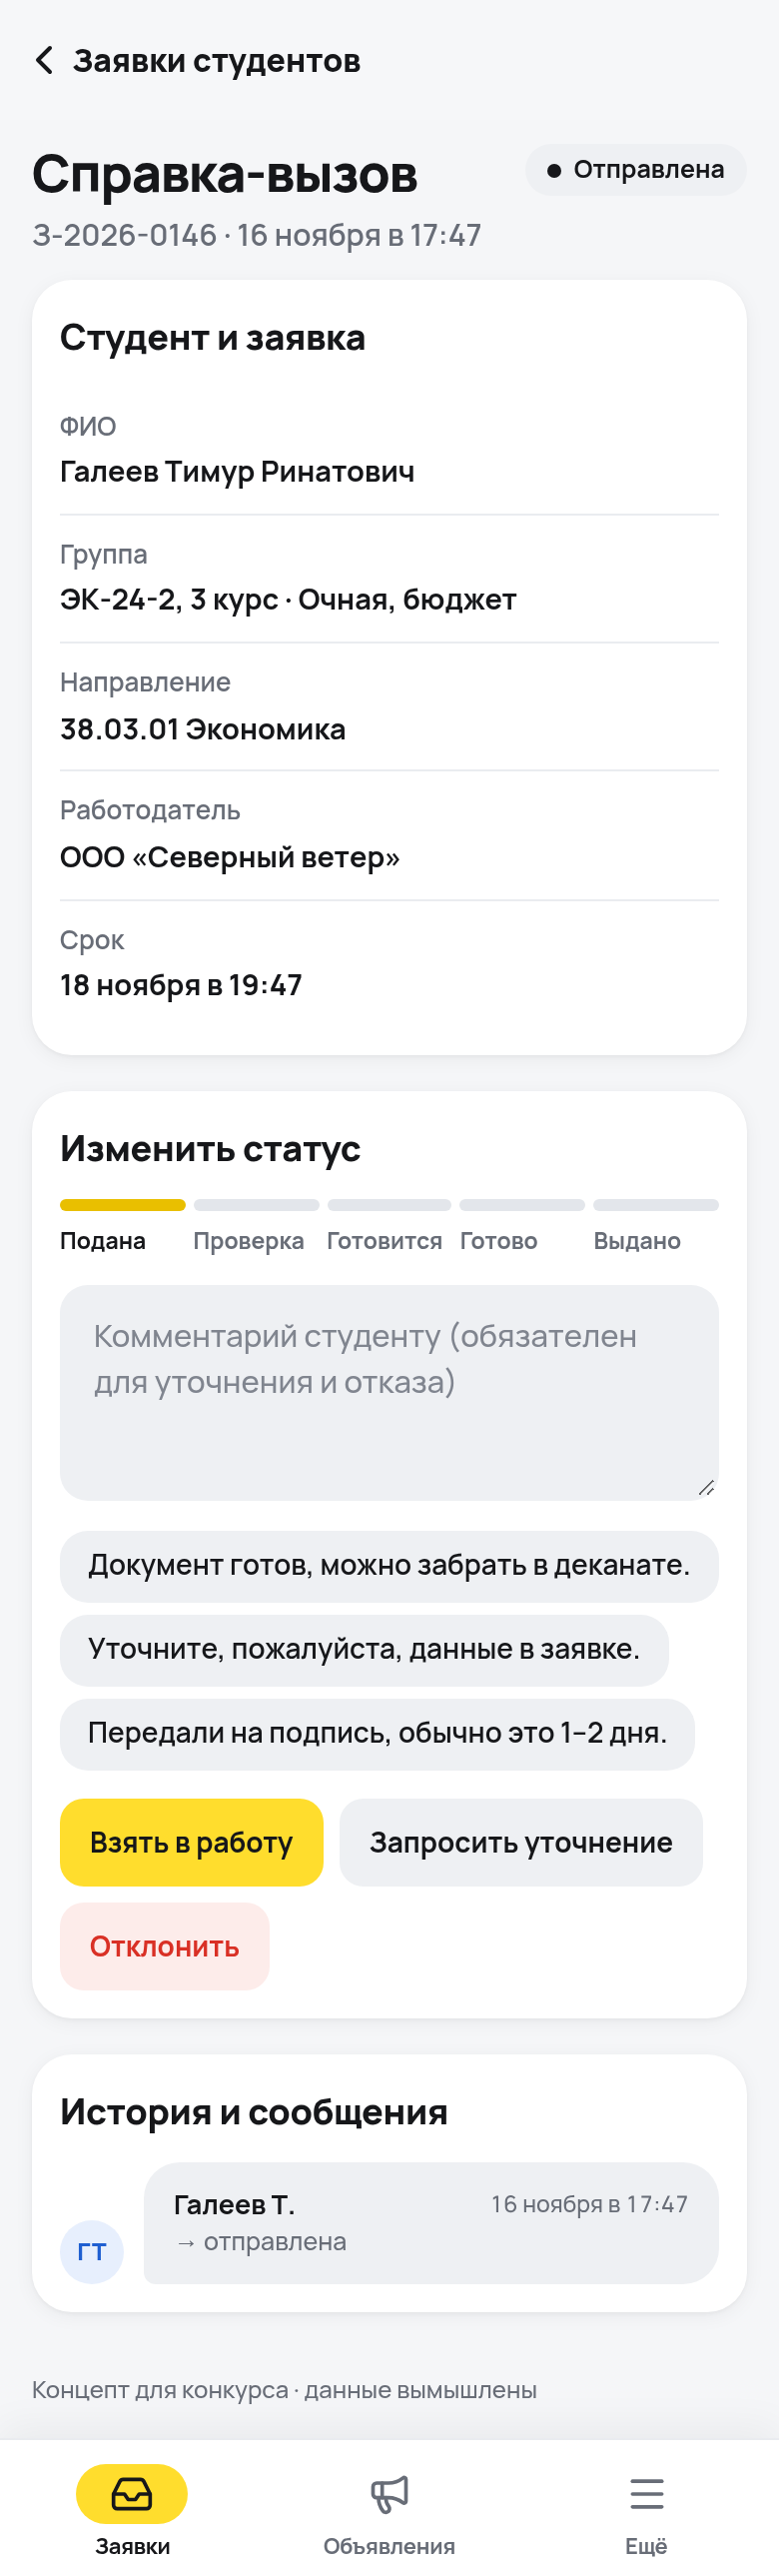 Заявки студентов
Справка-вызов
Отправлена
З-2026-0146 · 16 ноября в 17:47
Студент и заявка
ФИО
Галеев Тимур Ринатович
Группа
ЭК-24-2, 3 курс · Очная, бюджет
Направление
38.03.01 Экономика
Работодатель
ООО «Северный ветер»
Срок
18 ноября в 19:47
Изменить статус
Подана Проверка Готовится Готово Выдано
Комментарий студенту (обязателен
для уточнения и отказа)
Документ готов, можно забрать в деканате.
Уточните, пожалуйста, данные в заявке.
Передали на подпись, обычно это 1–2 дня.
Взять в работу Запросить уточнение
Отклонить
История и сообщения
Галеев Т. 16 ноября в 17:47
→ отправлена
ГТ
Концепт для конкурса · данные вымышлены
Заявки Объявления Ещё